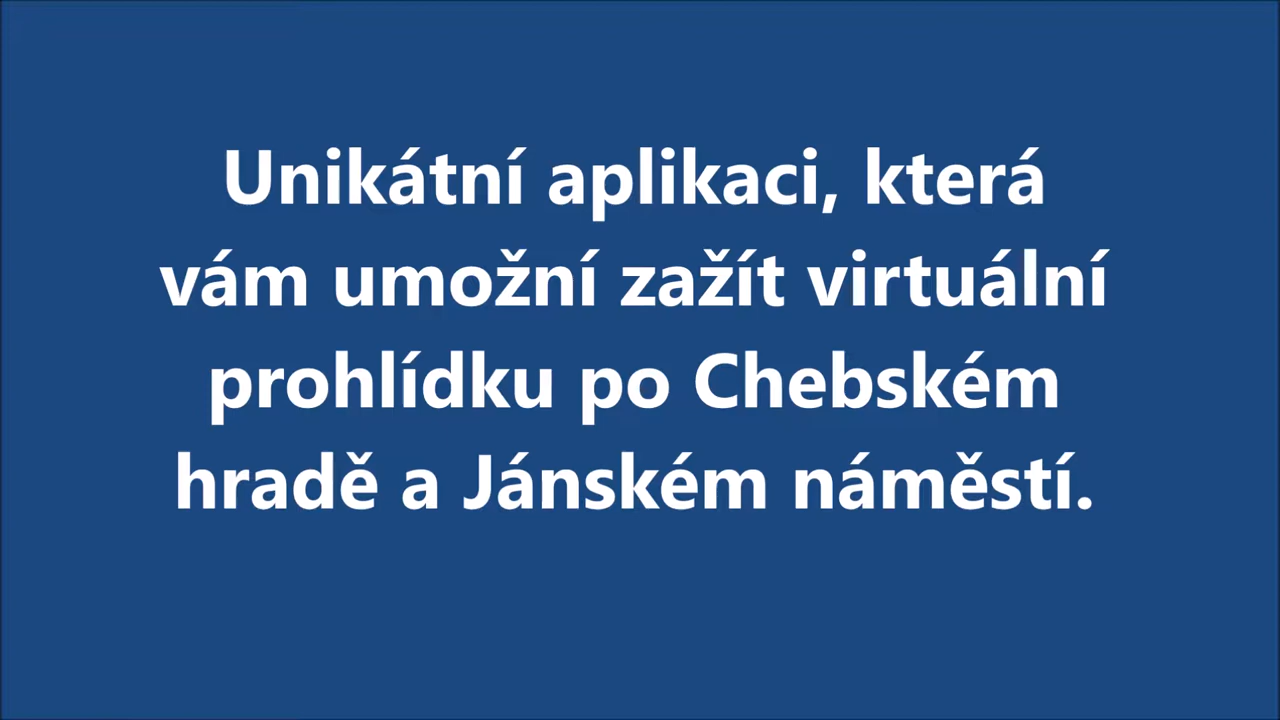 Unikátní aplikaci, která
vám umožní zažít virtuální
prohlídku po Chebském
hradě a Jánském náměstí.